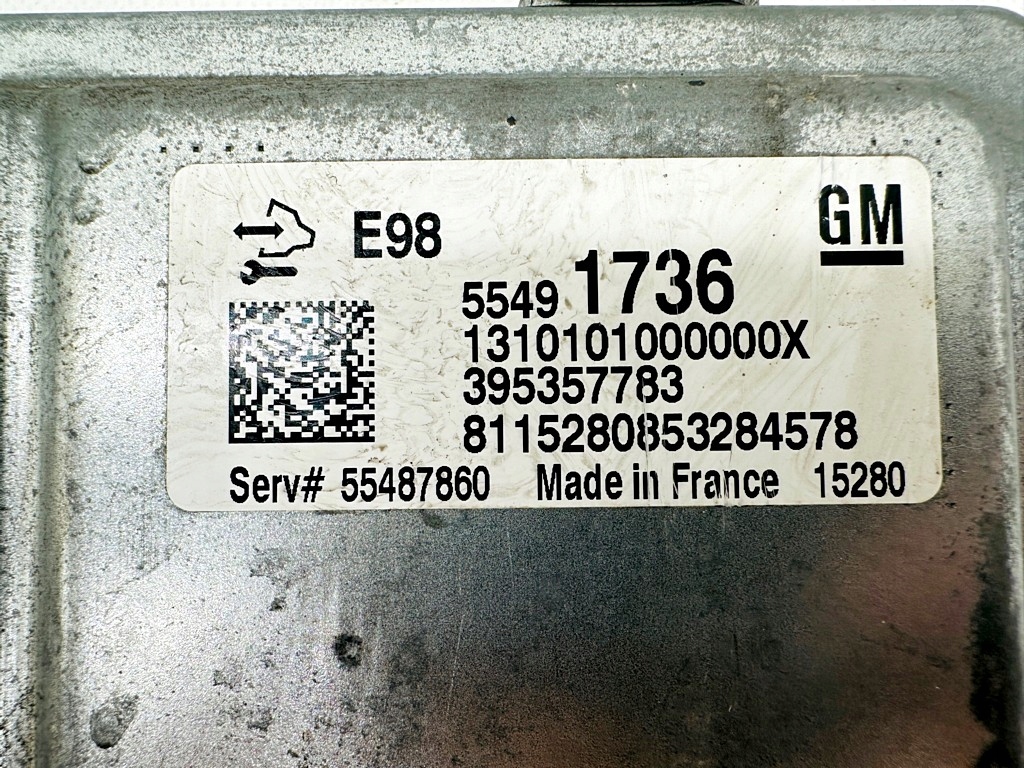 E98
GM
5549 1736
1310101000000X
395357783
8115280853284578
Serv# 55487860 Made in France 15280